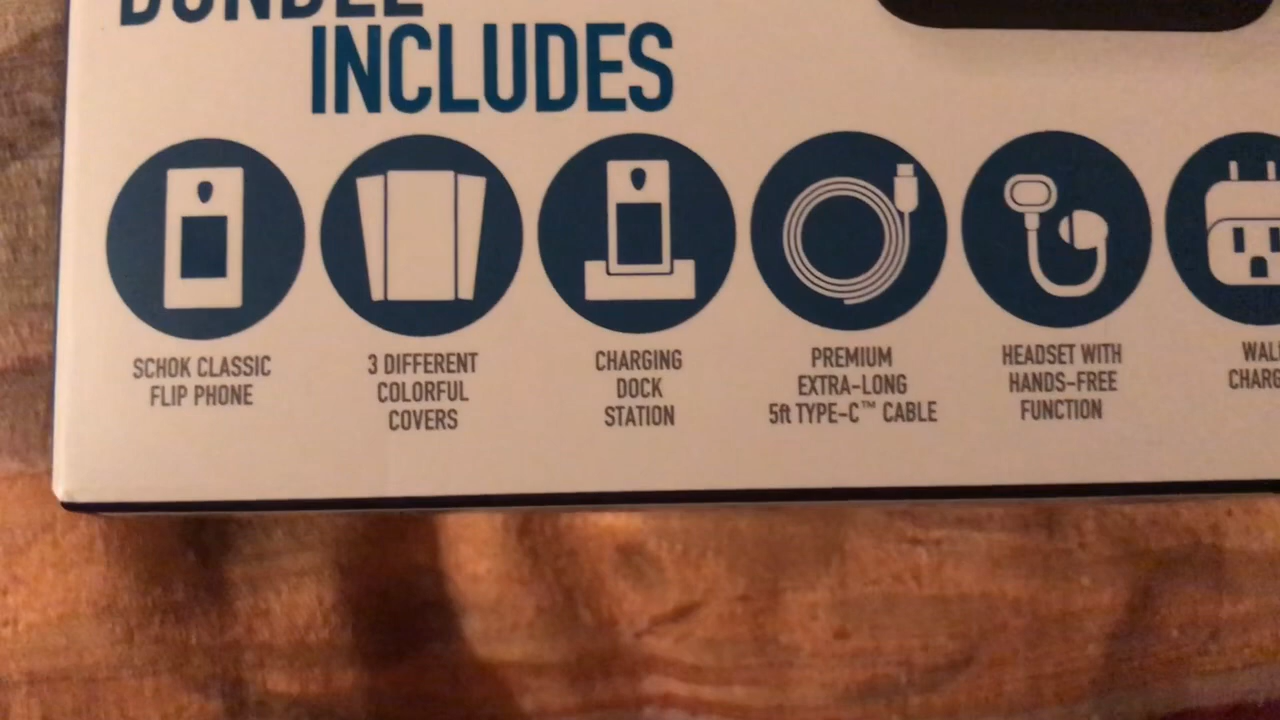 BUNDLE
INCLUDES
SCHOK CLASSIC
FLIP PHONE
3 DIFFERENT
COLORFUL
COVERS
CHARGING
DOCK
STATION
PREMIUM
EXTRA-LONG
5ft TYPE-C™ CABLE
HEADSET WITH
HANDS-FREE
FUNCTION